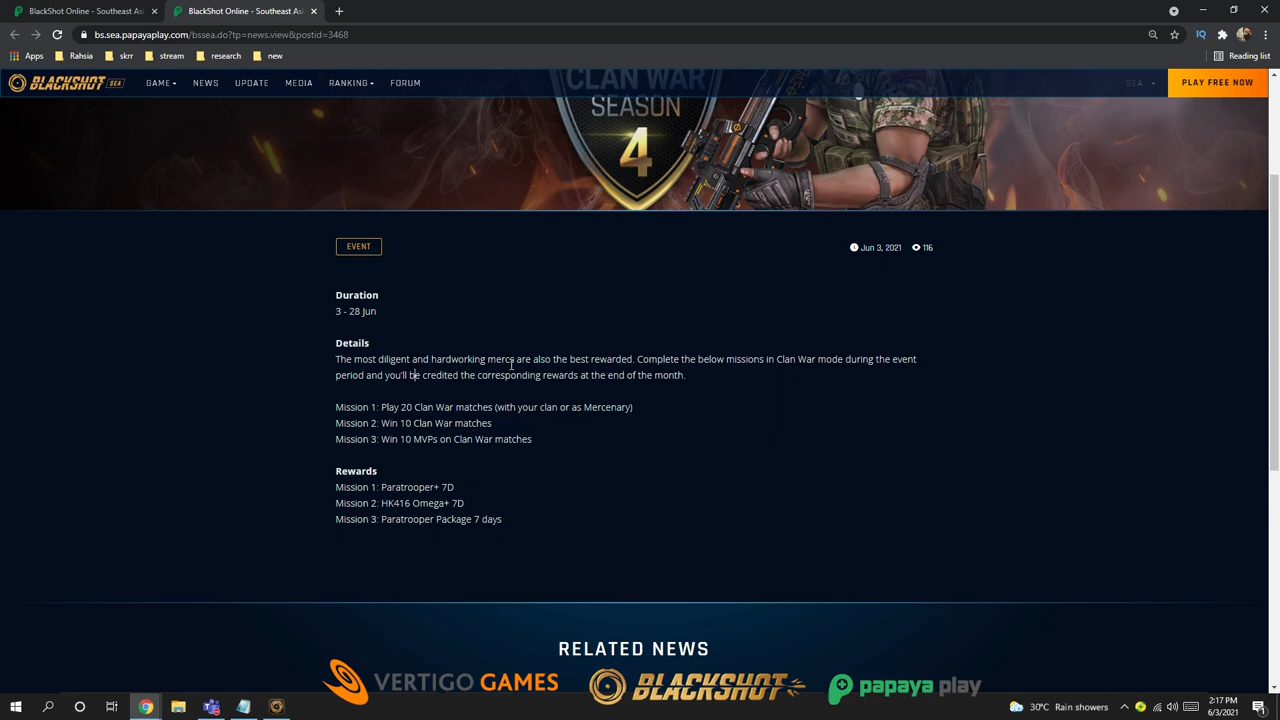 BlackShot Online - Southeast Asi
BlackShot Online - Southeast Asi
bs.sea.papayaplay.com/bssea.do?tp=news.view&postid=3468
Apps Rahsia skrr stream research new Reading list
BLACKSHOT SEA GAME NEWS UPDATE MEDIA RANKING FORUM SEA PLAY FREE NOW
CLAN WAR
SEASON
4
EVENT Jun 3, 2021 116
Duration
3 - 28 Jun
Details
The most diligent and hardworking mercs are also the best rewarded. Complete the below missions in Clan War mode during the event
period and you'll be credited the corresponding rewards at the end of the month.
Mission 1: Play 20 Clan War matches (with your clan or as Mercenary)
Mission 2: Win 10 Clan War matches
Mission 3: Win 10 MVPs on Clan War matches
Rewards
Mission 1: Paratrooper+ 7D
Mission 2: HK416 Omega+ 7D
Mission 3: Paratrooper Package 7 days
RELATED NEWS
VERTIGO GAMES BLACKSHOT papaya play
30°C Rain showers 2:17 PM
6/3/2021